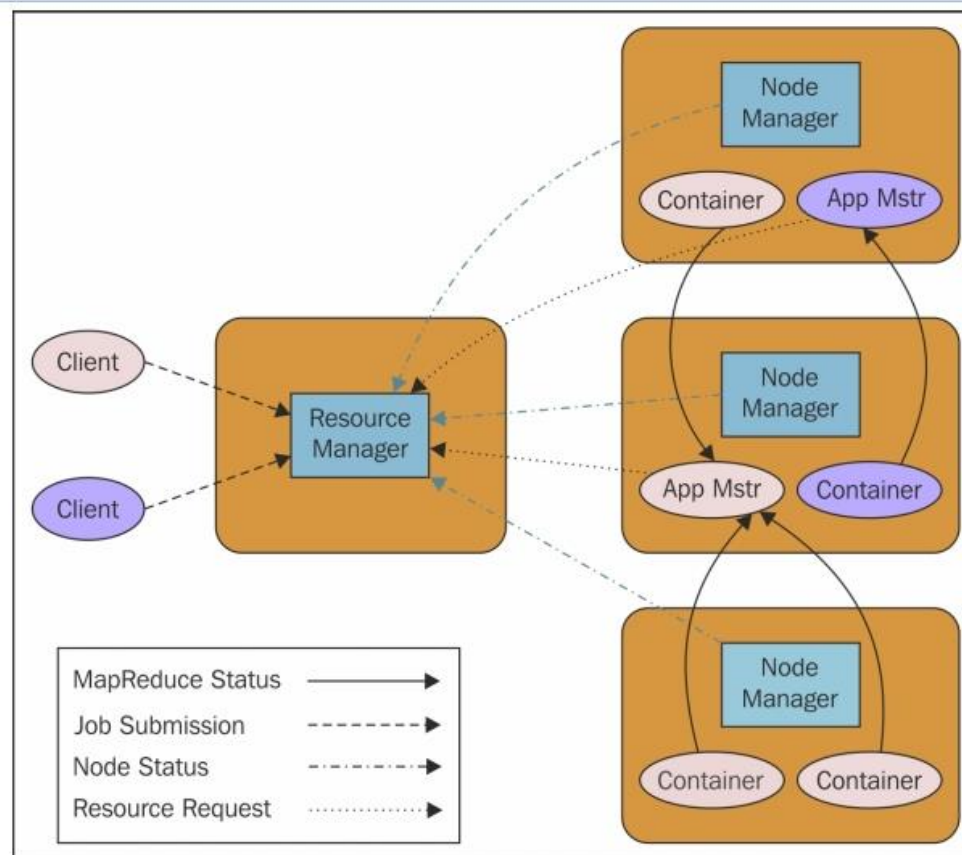 Node
Manager
Container
App Mstr
Client
Resource
Manager
Node
Manager
App Mstr
Container
Client
Node
Manager
Container
Container
MapReduce Status
Job Submission
Node Status
Resource Request